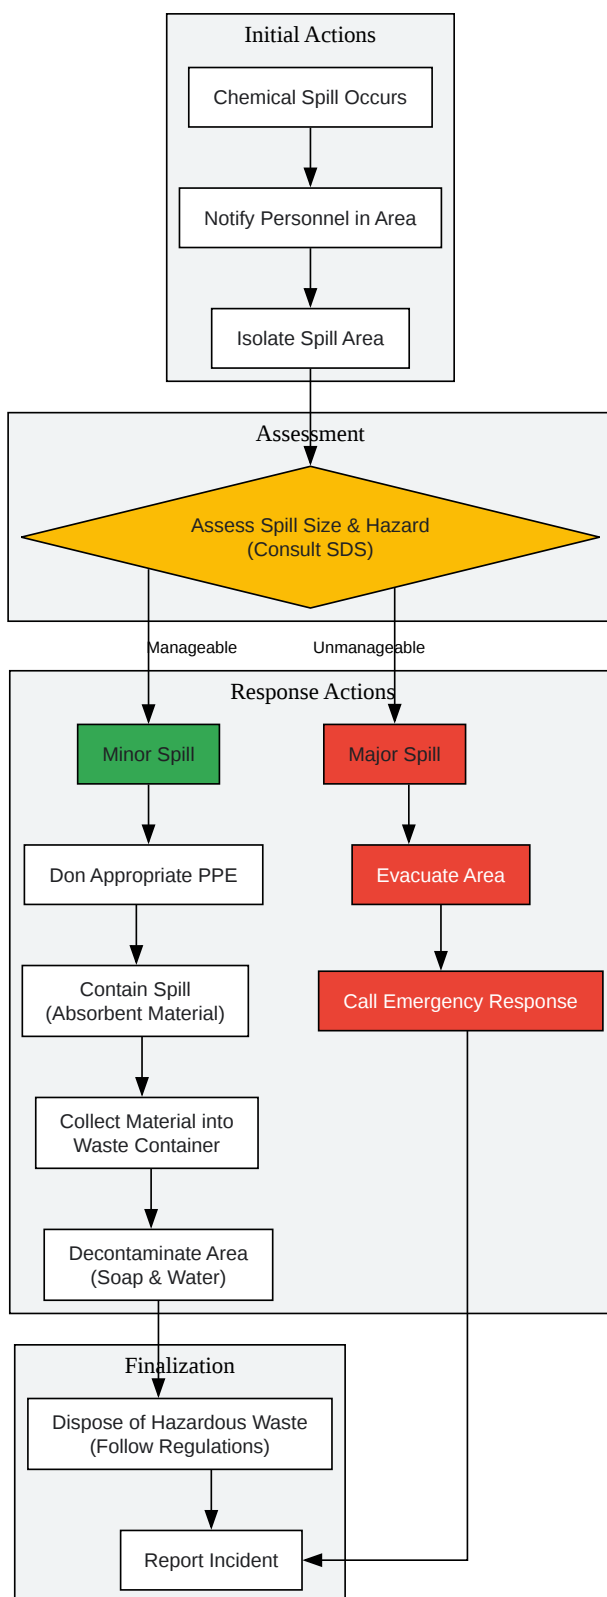 Initial Actions
Chemical Spill Occurs
Notify Personnel in Area
Isolate Spill Area
Assessment
Assess Spill Size & Hazard
(Consult SDS)
Manageable
Unmanageable
Response Actions
Minor Spill
Major Spill
Don Appropriate PPE
Evacuate Area
Contain Spill
(Absorbent Material)
Call Emergency Response
Collect Material into
Waste Container
Decontaminate Area
(Soap & Water)
Finalization
Dispose of Hazardous Waste
(Follow Regulations)
Report Incident